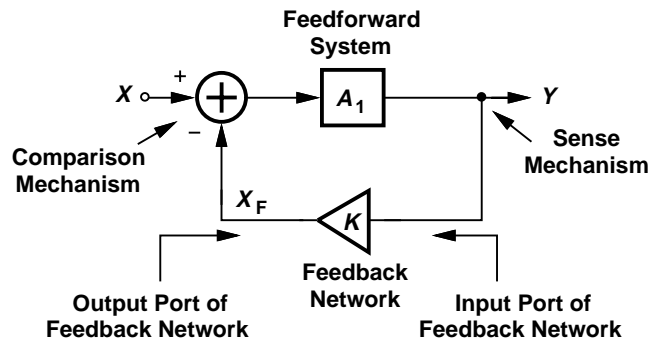 Feedforward
System
X
+
−
A1
Y
Comparison
Mechanism
Sense
Mechanism
XF
K
Feedback
Network
Output Port of
Feedback Network
Input Port of
Feedback Network